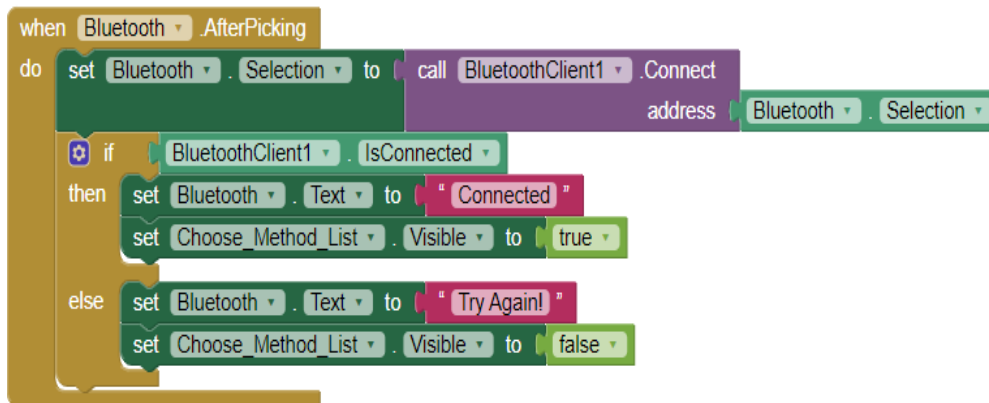 when Bluetooth .AfterPicking
do set Bluetooth . Selection to call BluetoothClient1 .Connect
address Bluetooth . Selection
if BluetoothClient1 . IsConnected
then set Bluetooth . Text to " Connected "
set Choose_Method_List . Visible to true
else set Bluetooth . Text to " Try Again! "
set Choose_Method_List . Visible to false